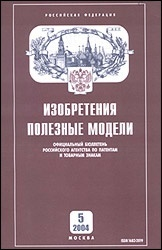 РОССИЙСКАЯ ФЕДЕРАЦИЯ
ИЗОБРЕТЕНИЯ
ПОЛЕЗНЫЕ МОДЕЛИ
ОФИЦИАЛЬНЫЙ БЮЛЛЕТЕНЬ
РОССИЙСКОГО АГЕНТСТВА ПО ПАТЕНТАМ
И ТОВАРНЫМ ЗНАКАМ
5
2004
МОСКВА